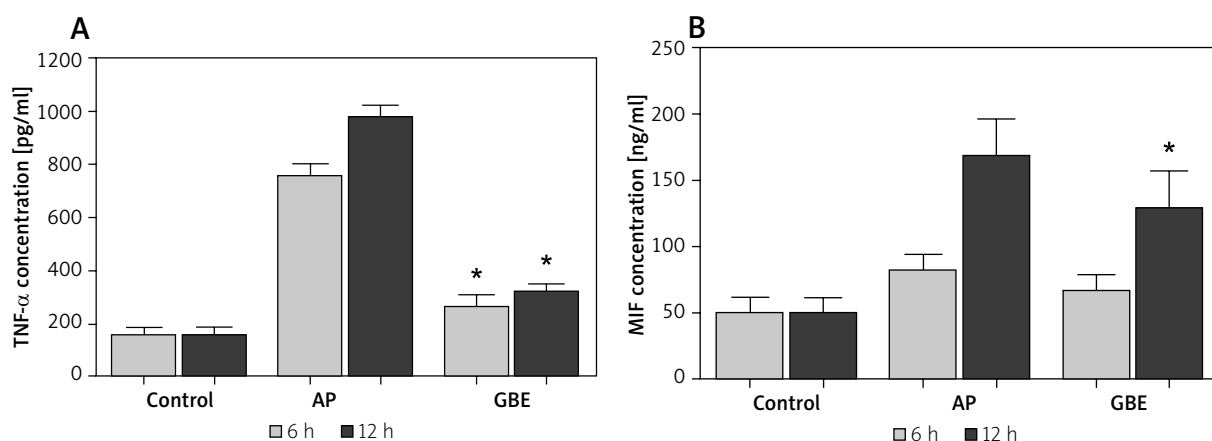 A
TNF-α concentration [pg/ml]
1200
1000
800
600
400
200
0
* *
Control AP GBE
6 h 12 h
B
MIF concentration [ng/ml]
250
200
150
100
50
0
*
Control AP GBE
6 h 12 h